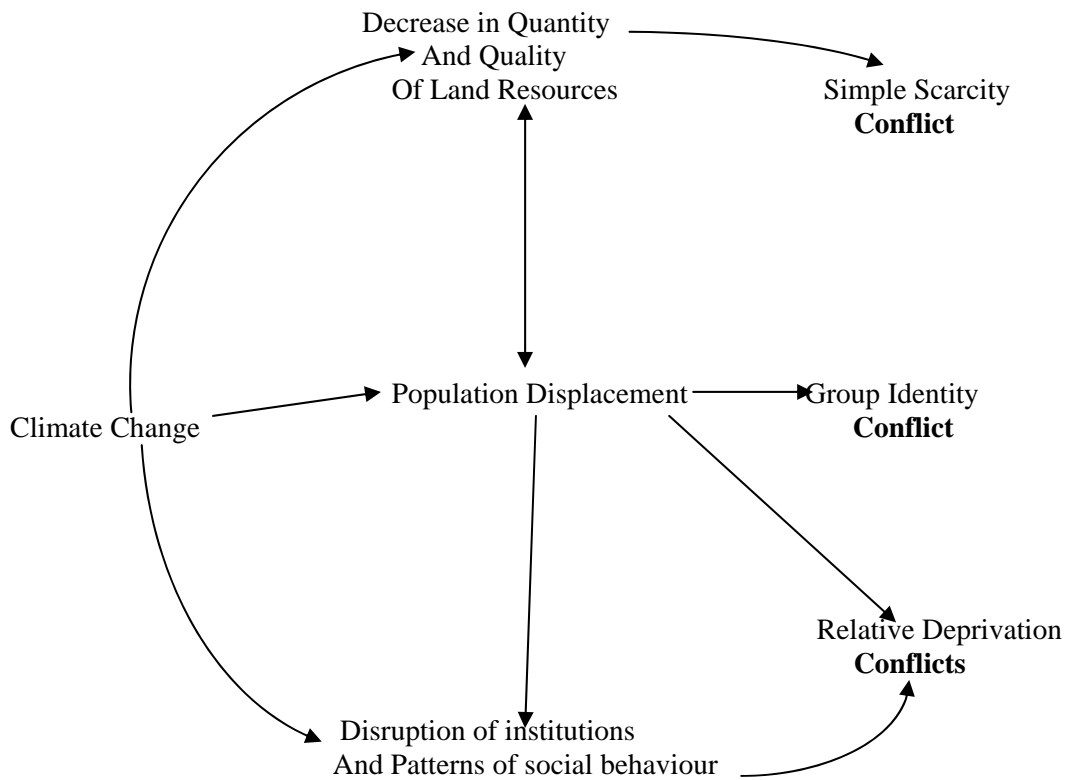 Decrease in Quantity
And Quality
Of Land Resources
Simple Scarcity
Conflict
Population Displacement
Group Identity
Conflict
Climate Change
Relative Deprivation
Conflicts
Disruption of institutions
And Patterns of social behaviour